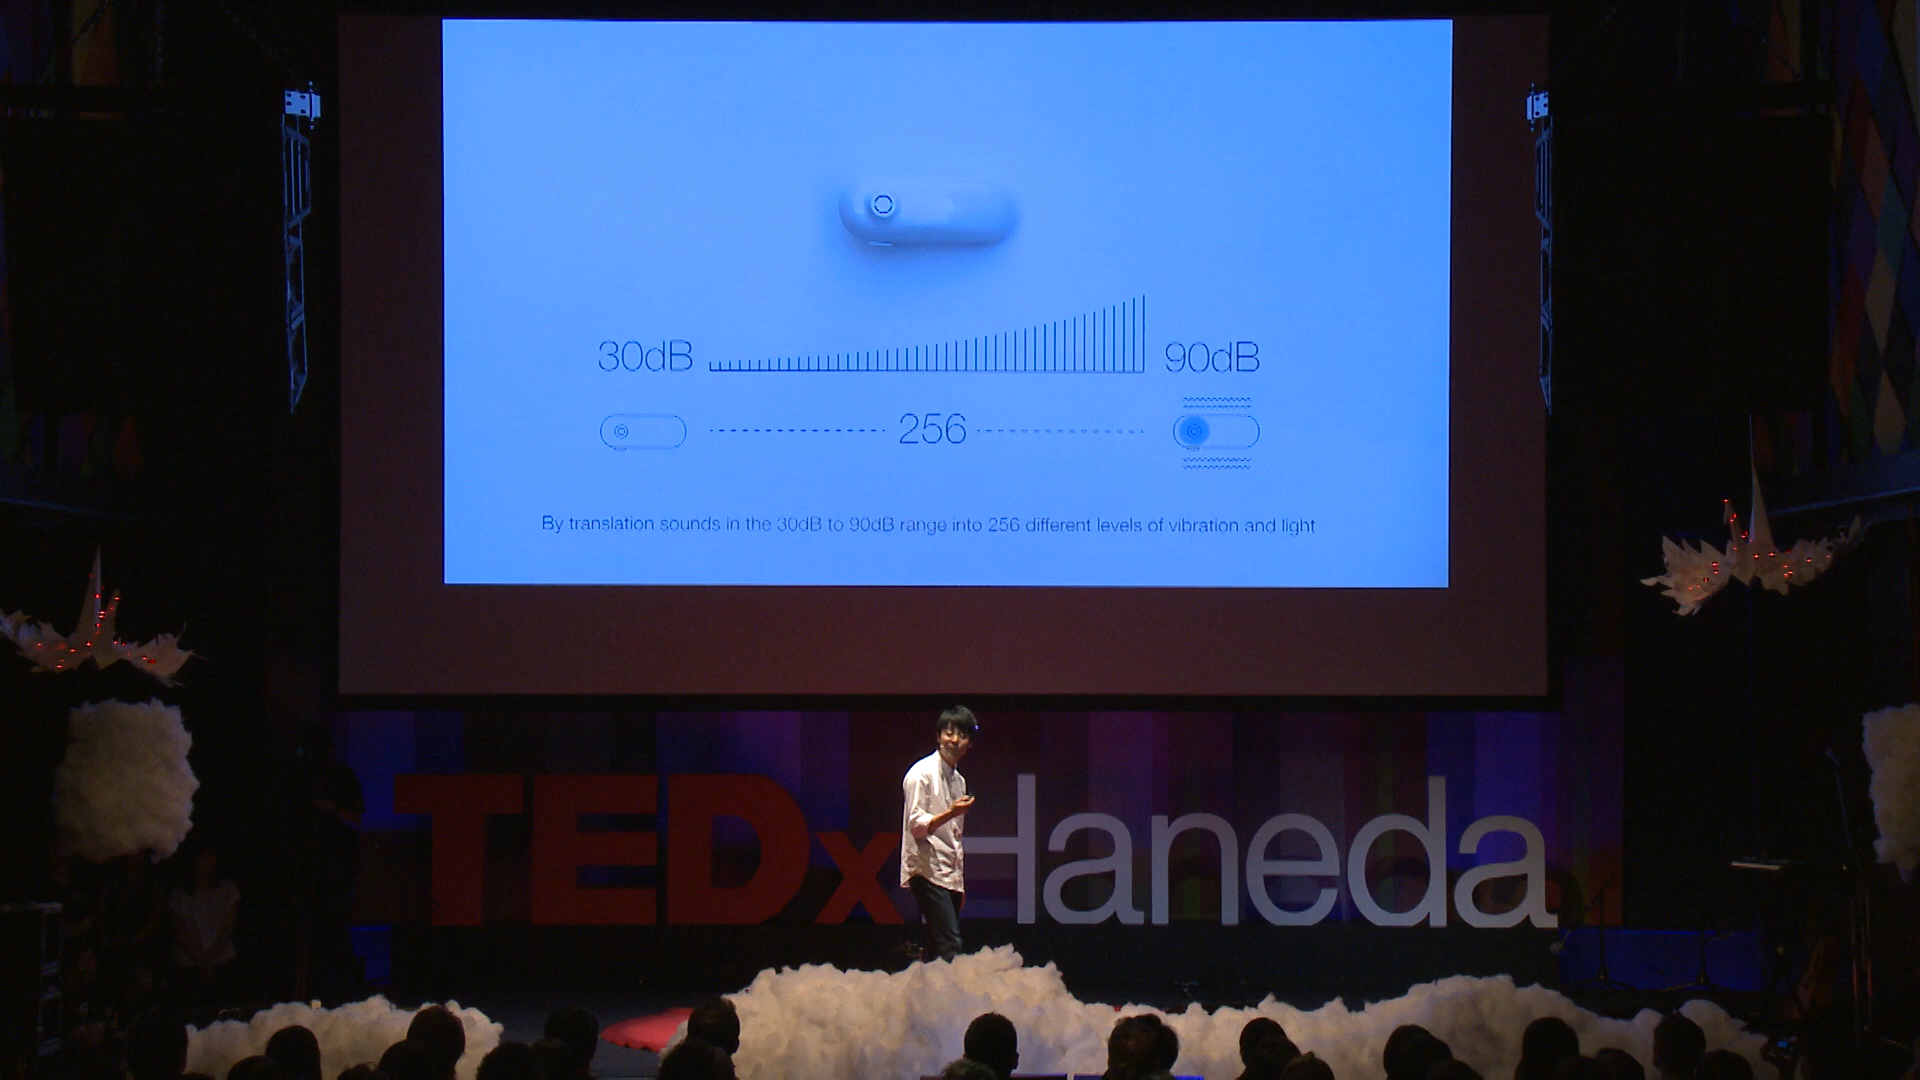 30dB 90dB
256
By translation sounds in the 30dB to 90dB range into 256 different levels of vibration and light
TEDxHaneda